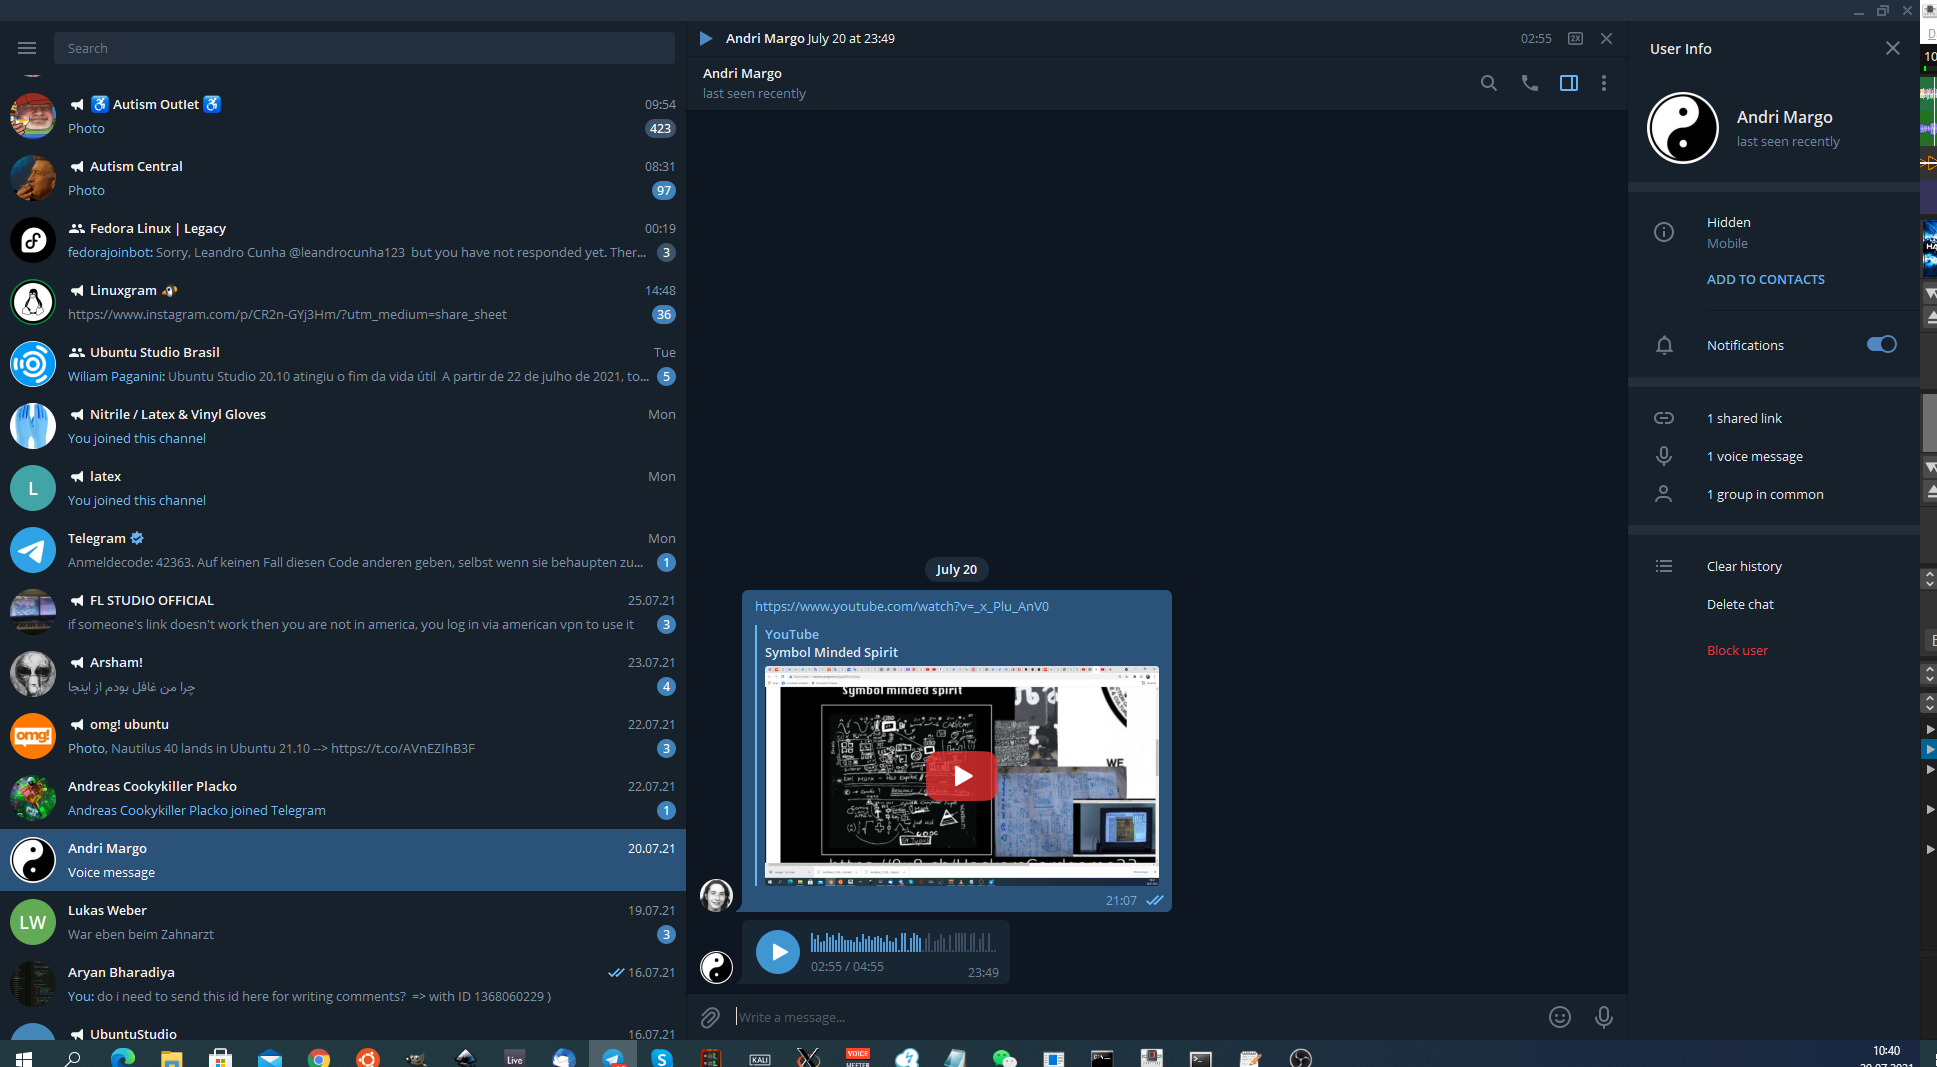 Search
♿ Autism Outlet ♿ 09:54
Photo 423
Autism Central 08:31
Photo 97
Fedora Linux | Legacy 00:19
fedorajoinbot: Sorry, Leandro Cunha @leandrocunha123 but you have not responded yet. Ther... 3
Linuxgram 14:48
https://www.instagram.com/p/CR2n-GYj3Hm/?utm_medium=share_sheet 36
Ubuntu Studio Brasil Tue
Wiliam Paganini: Ubuntu Studio 20.10 atingiu o fim da vida útil A partir de 22 de julho de 2021, to... 5
Nitrile / Latex & Vinyl Gloves Mon
You joined this channel
L latex Mon
You joined this channel
Telegram Mon
Anmeldecode: 42363. Auf keinen Fall diesen Code anderen geben, selbst wenn sie behaupten zu... 1
FL STUDIO OFFICIAL 25.07.21
if someone's link doesn't work then you are not in america, you log in via american vpn to use it 3
Arsham! 23.07.21
چرا من غافل بودم از اینجا 4
omg! omg! ubuntu 22.07.21
Photo, Nautilus 40 lands in Ubuntu 21.10 --> https://t.co/AVnEZIhB3F 3
Andreas Cookykiller Placko 22.07.21
Andreas Cookykiller Placko joined Telegram 1
Andri Margo 20.07.21
Voice message
LW Lukas Weber 19.07.21
War eben beim Zahnarzt 3
Aryan Bharadiya 16.07.21
You: do i need to send this id here for writing comments? => with ID 1368060229 )
UbuntuStudio 16.07.21
Andri Margo July 20 at 23:49 02:55 2X
Andri Margo
last seen recently
July 20
https://www.youtube.com/watch?v=_x_Plu_AnV0
YouTube
Symbol Minded Spirit
Symbol minded spirit
WE
21:07
02:55 / 04:55 23:49
Write a message...
User Info
Andri Margo
last seen recently
Hidden
Mobile
ADD TO CONTACTS
Notifications
1 shared link
1 voice message
1 group in common
Clear history
Delete chat
Block user
Live
KALI
VOICE
10:40